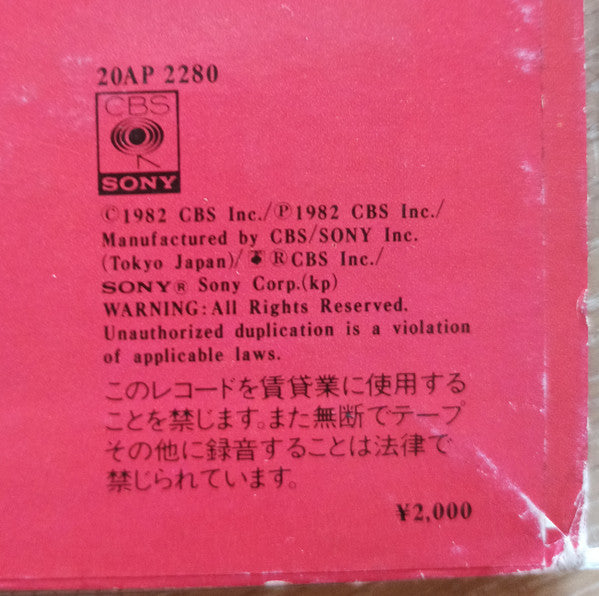 20AP 2280
CBS
SONY
©1982 CBS Inc./℗1982 CBS Inc./
Manufactured by CBS/SONY Inc.
(Tokyo Japan)/ ®CBS Inc./
SONY® Sony Corp.(kp)
WARNING:All Rights Reserved.
Unauthorized duplication is a violation
of applicable laws.
このレコードを賃貸業に使用する
ことを禁じます。また無断でテープ
その他に録音することは法律で
禁じられています。
¥2,000